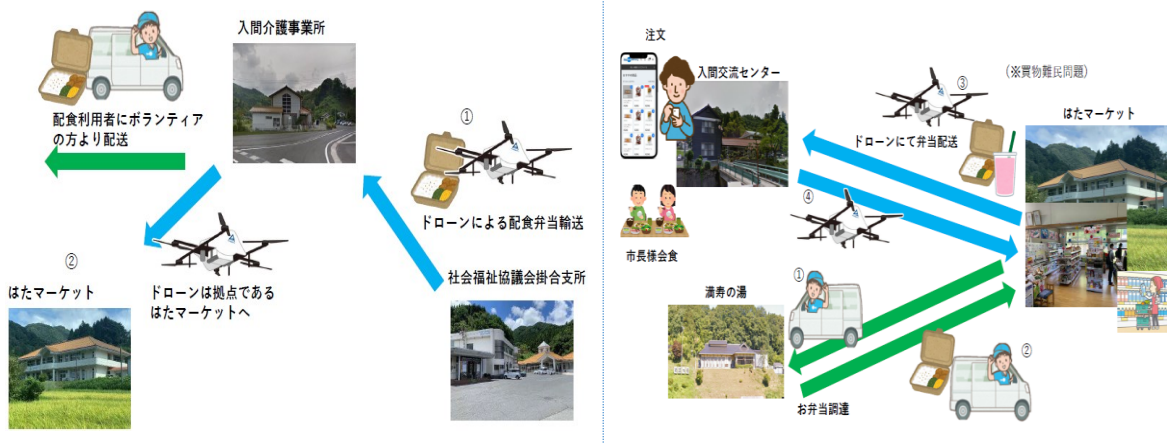 入間介護事業所
配食利用者にボランティア
の方より配送
①
ドローンによる配食弁当輸送
社会福祉協議会掛合支所
②
はたマーケット
ドローンは拠点である
はたマーケットへ
注文
入間交流センター
③
(※買物難民問題)
はたマーケット
ドローンにて弁当配送
④
市長様会食
①
満寿の湯
②
お弁当調達